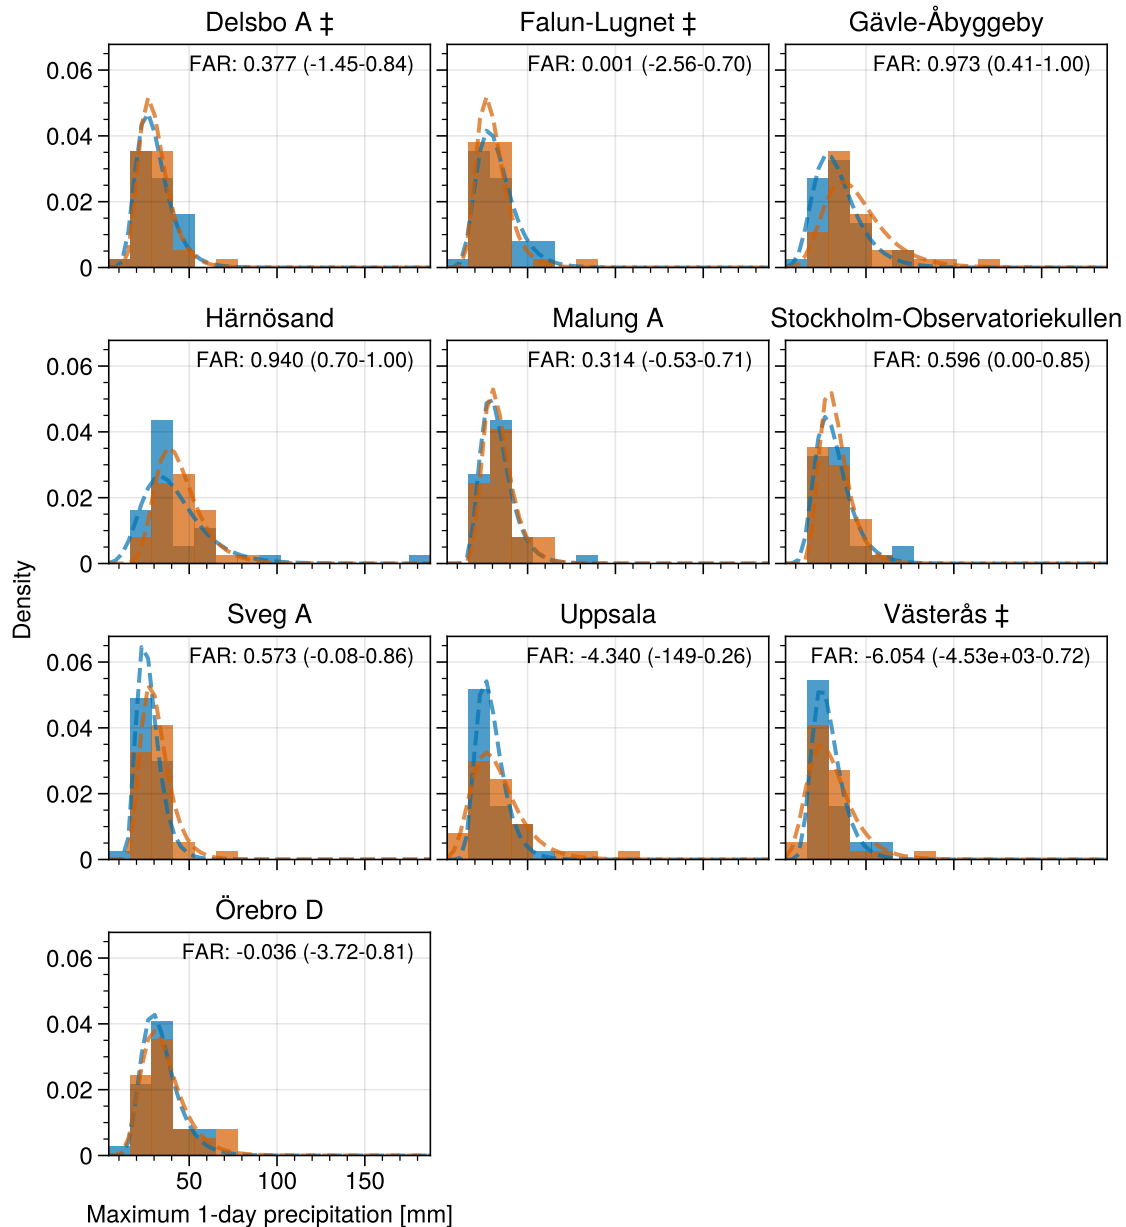 Delsbo A ‡
Falun-Lugnet ‡
Gävle-Åbyggeby
FAR: 0.377 (-1.45-0.84)
FAR: 0.001 (-2.56-0.70)
FAR: 0.973 (0.41-1.00)
0.06
0.04
0.02
0
Härnösand
Malung A
Stockholm-Observatoriekullen
FAR: 0.940 (0.70-1.00)
FAR: 0.314 (-0.53-0.71)
FAR: 0.596 (0.00-0.85)
0.06
0.04
0.02
0
Density
Sveg A
Uppsala
Västerås ‡
FAR: 0.573 (-0.08-0.86)
FAR: -4.340 (-149-0.26)
FAR: -6.054 (-4.53e+03-0.72)
0.06
0.04
0.02
0
Örebro D
FAR: -0.036 (-3.72-0.81)
0.06
0.04
0.02
0
50 100 150
Maximum 1-day precipitation [mm]